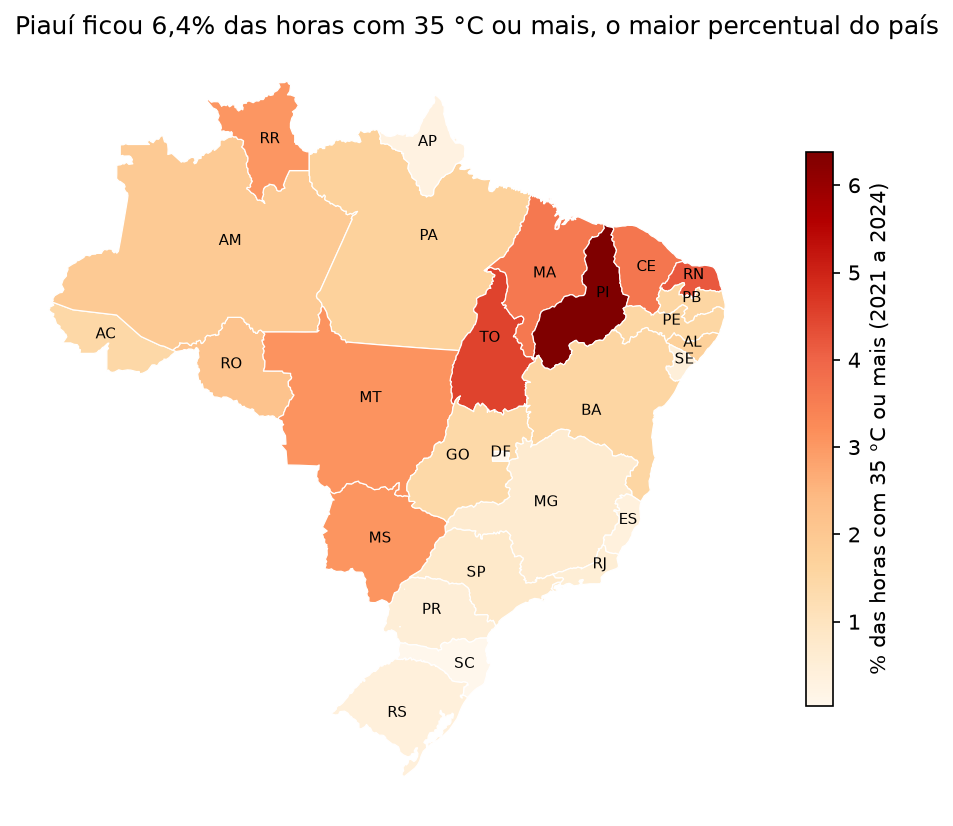 Piauí ficou 6,4% das horas com 35 °C ou mais, o maior percentual do país
RR
AP
AM
PA
MA
CE
RN
PI
PB
PE
AC
TO
AL
SE
RO
MT
BA
GO
DF
MG
ES
MS
RJ
SP
PR
SC
RS
6
5
4
3
2
1
% das horas com 35 °C ou mais (2021 a 2024)